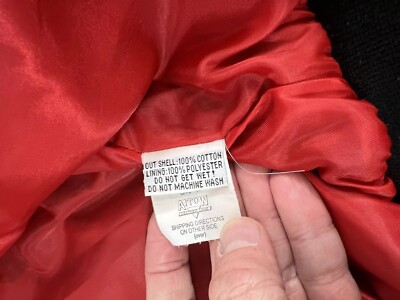 OUT SHELL:100% COTTON
LINING:100% POLYESTER
DO NOT GET WET!
DO NOT MACHINE WASH
SHIPPING DIRECTIONS
ON OTHER SIDE
(over)